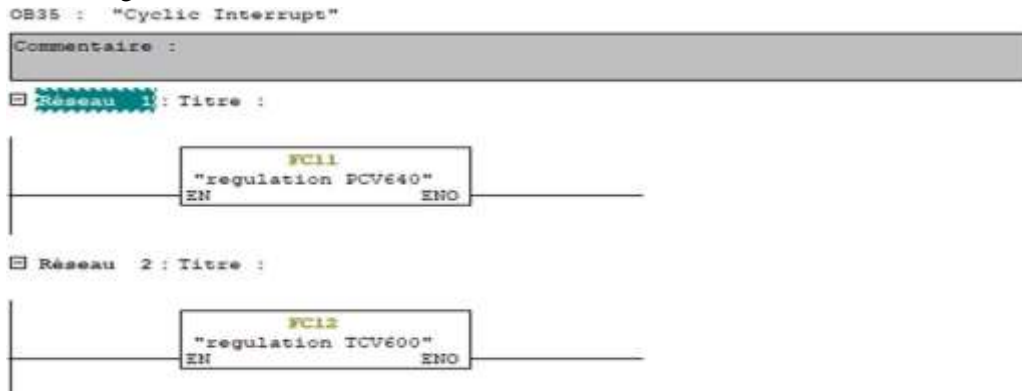 OB35 : "Cyclic Interrupt"
Commentaire :
Réseau 1 : Titre :
FC11
"regulation PCV640"
EN ENO
Réseau 2 : Titre :
FC12
"regulation TCV600"
EN ENO